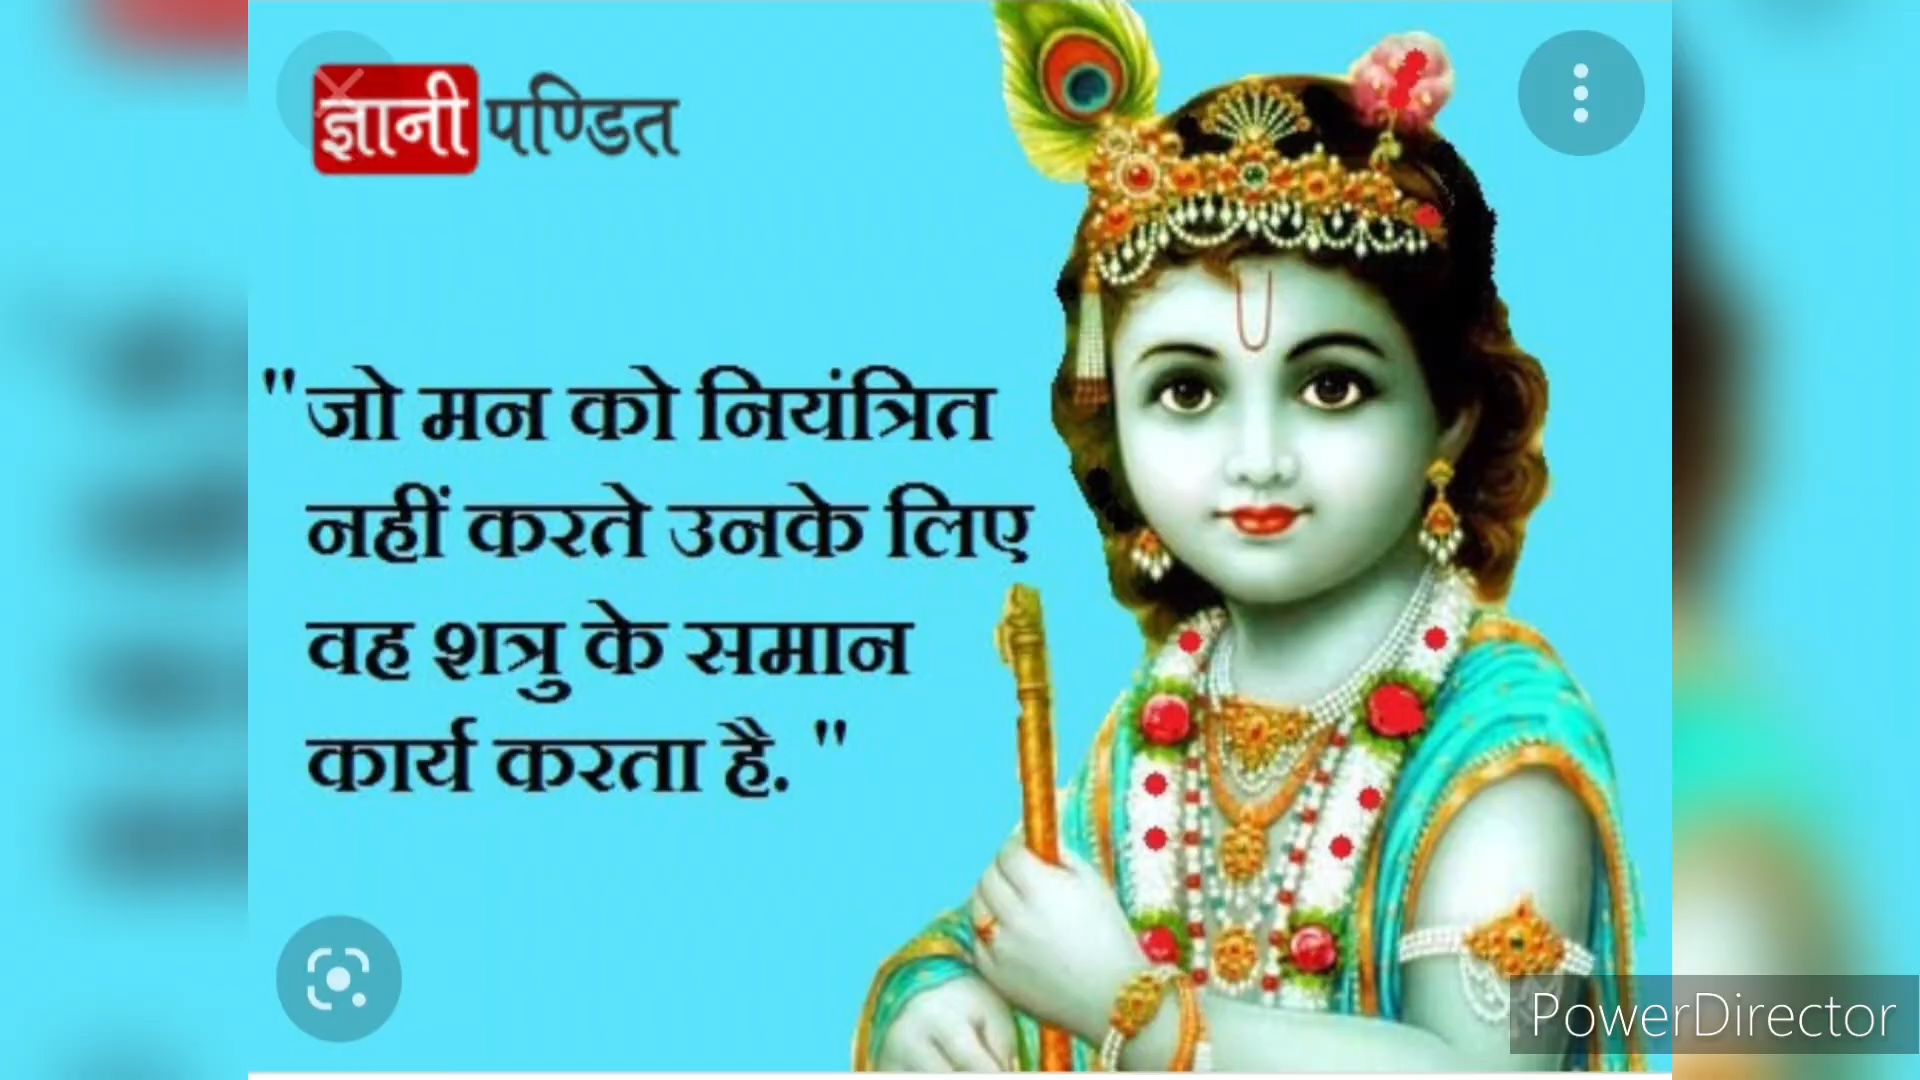 ज्ञानी पण्डित
"जो मन को नियंत्रित
नहीं करते उनके लिए
वह शत्रु के समान
कार्य करता है. "
PowerDirector